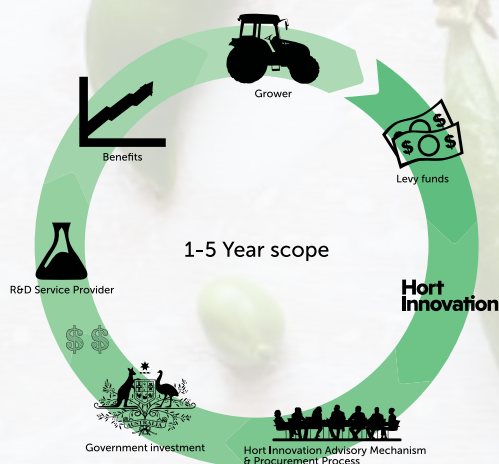 Grower
Levy funds
Hort
Innovation
Hort Innovation Advisory Mechanism
& Procurement Process
Government investment
AUSTRALIA
$ $
R&D Service Provider
Benefits
1-5 Year scope
$
$